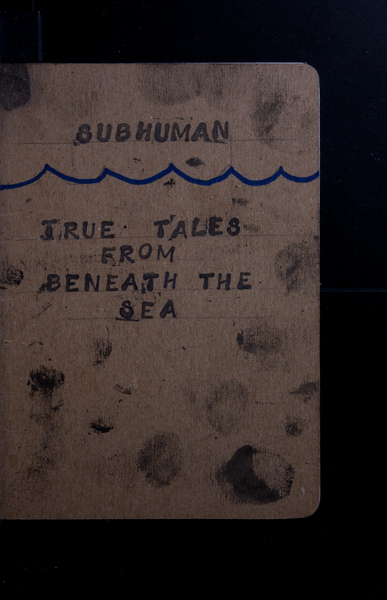 SUBHUMAN
TRUE TALES
FROM
BENEATH THE
SEA